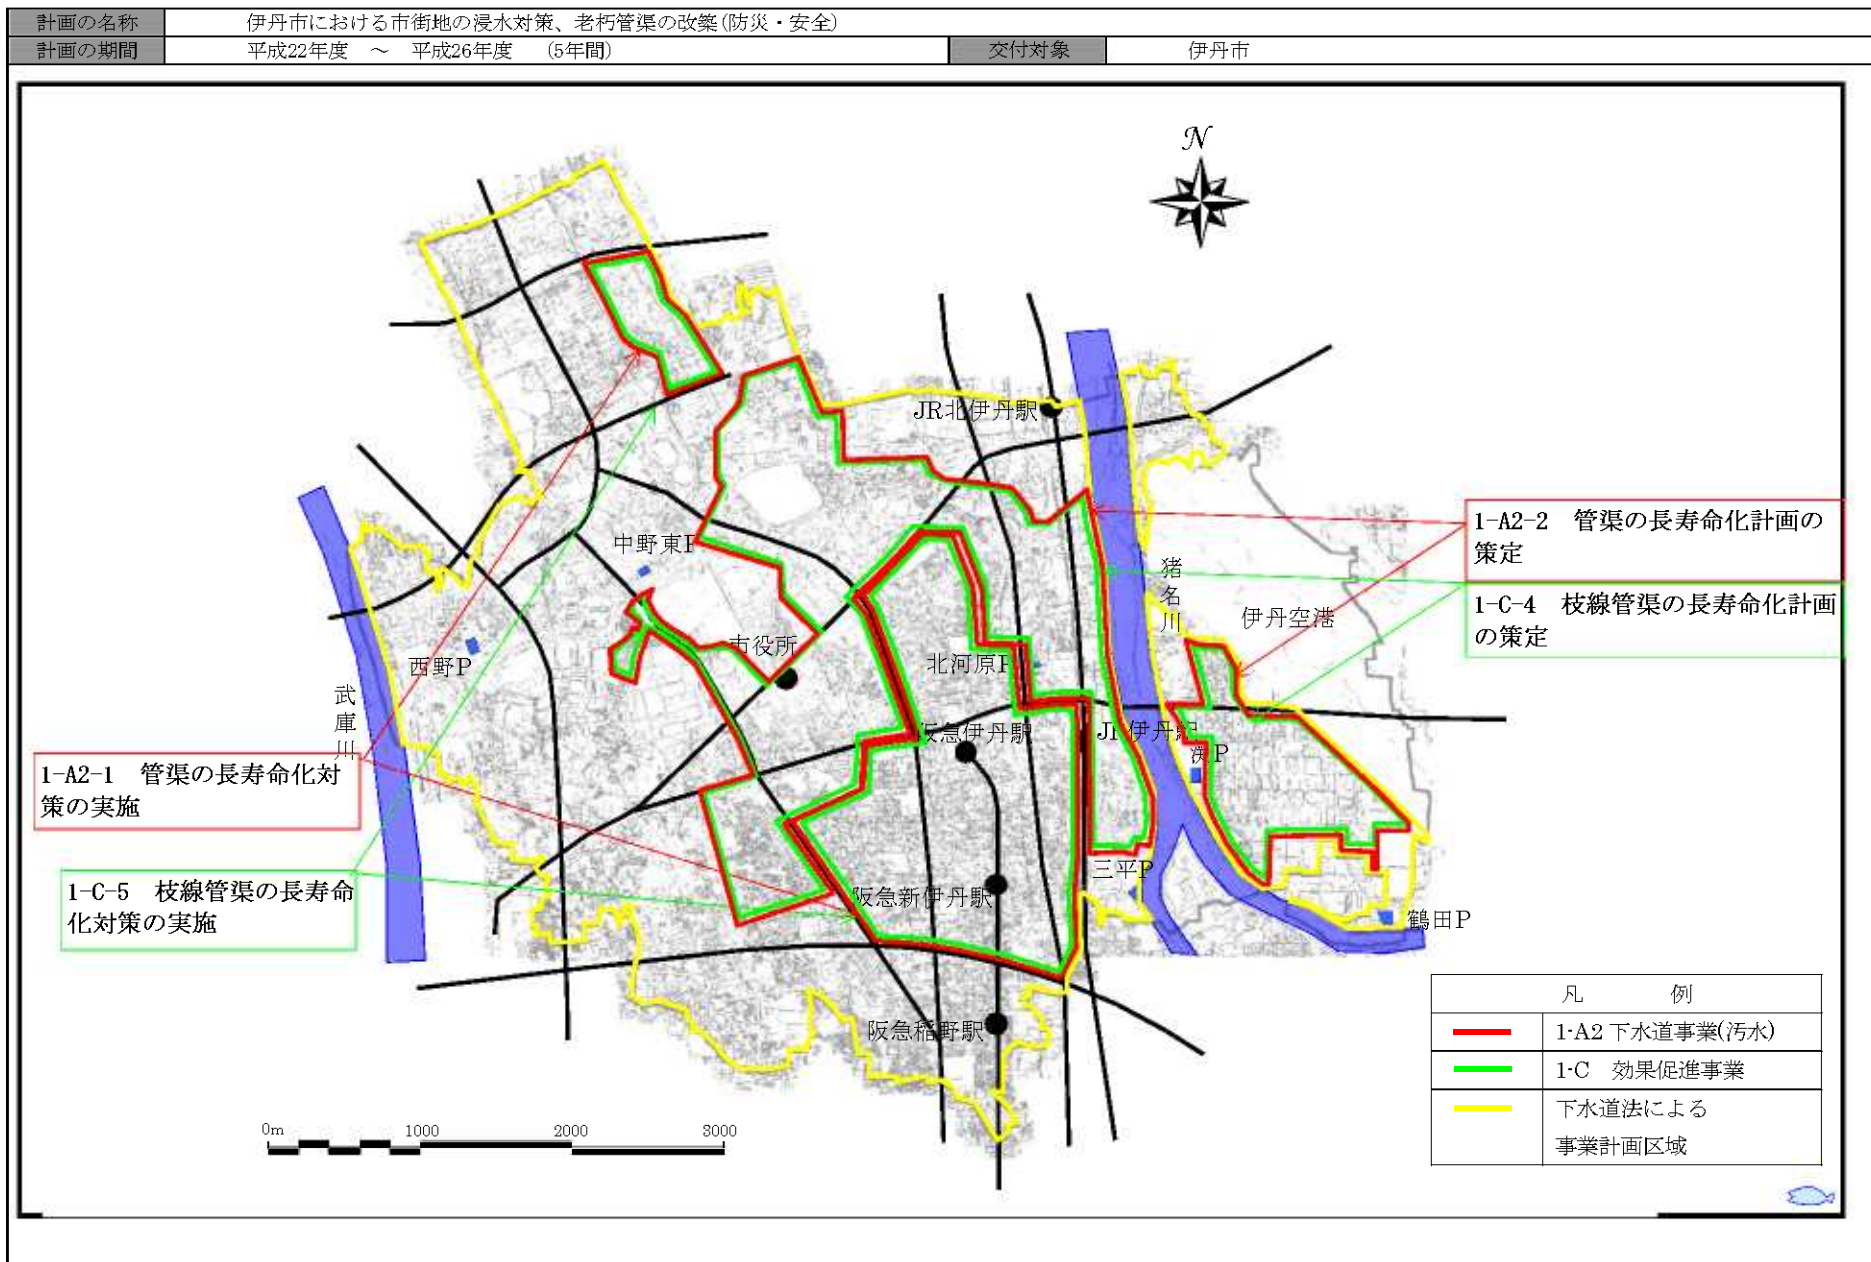 計画の名称 伊丹市における市街地の浸水対策、老朽管渠の改築(防災・安全)
計画の期間 平成22年度 ～ 平成26年度 (5年間) 交付対象 伊丹市
N
JR北伊丹駅
1-A2-2 管渠の長寿命化計画の
策定
中野東P
猪名川
伊丹空港
1-C-4 枝線管渠の長寿命化計画
の策定
市役所
西野P
北河原P
武庫川
阪急伊丹駅
JR伊丹駅
渕P
1-A2-1 管渠の長寿命化対
策の実施
三平P
1-C-5 枝線管渠の長寿命
化対策の実施
阪急新伊丹駅
鶴田P
凡 例
阪急稲野駅
1-A2 下水道事業(汚水)
1-C 効果促進事業
下水道法による
事業計画区域
0m 1000 2000 3000